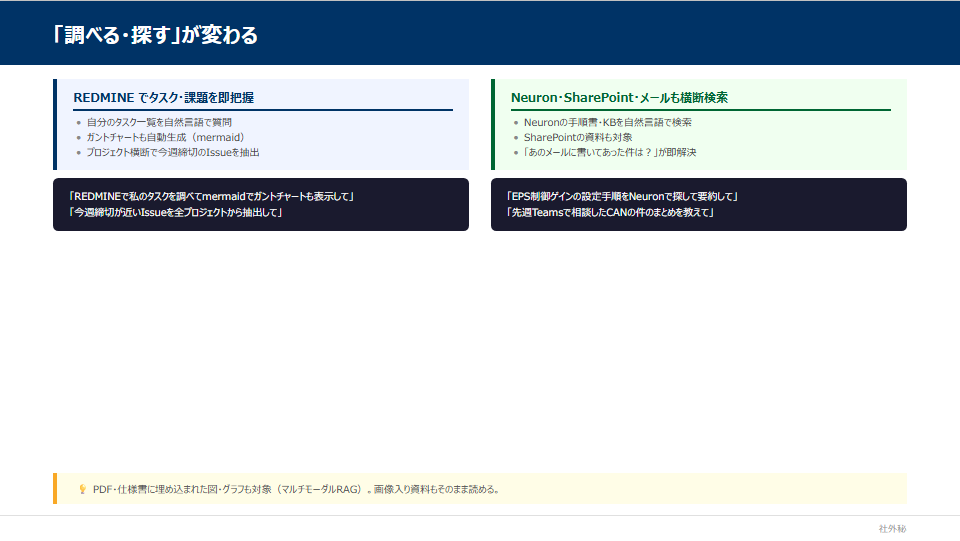 「調べる・探す」が変わる
REDMINE でタスク・課題を即把握
• 自分のタスク一覧を自然言語で質問
• ガントチャートも自動生成（mermaid）
• プロジェクト横断で今週締切のIssueを抽出
「REDMINEで私のタスクを調べてmermaidでガントチャートも表示して」
「今週締切が近いIssueを全プロジェクトから抽出して」
Neuron・SharePoint・メールも横断検索
• Neuronの手順書・KBを自然言語で検索
• SharePointの資料も対象
• 「あのメールに書いてあった件は？」が即解決
「EPS制御ゲインの設定手順をNeuronで探して要約して」
「先週Teamsで相談したCANの件のまとめを教えて」
💡 PDF・仕様書に埋め込まれた図・グラフも対象（マルチモーダルRAG）。画像入り資料もそのまま読める。
社外秘